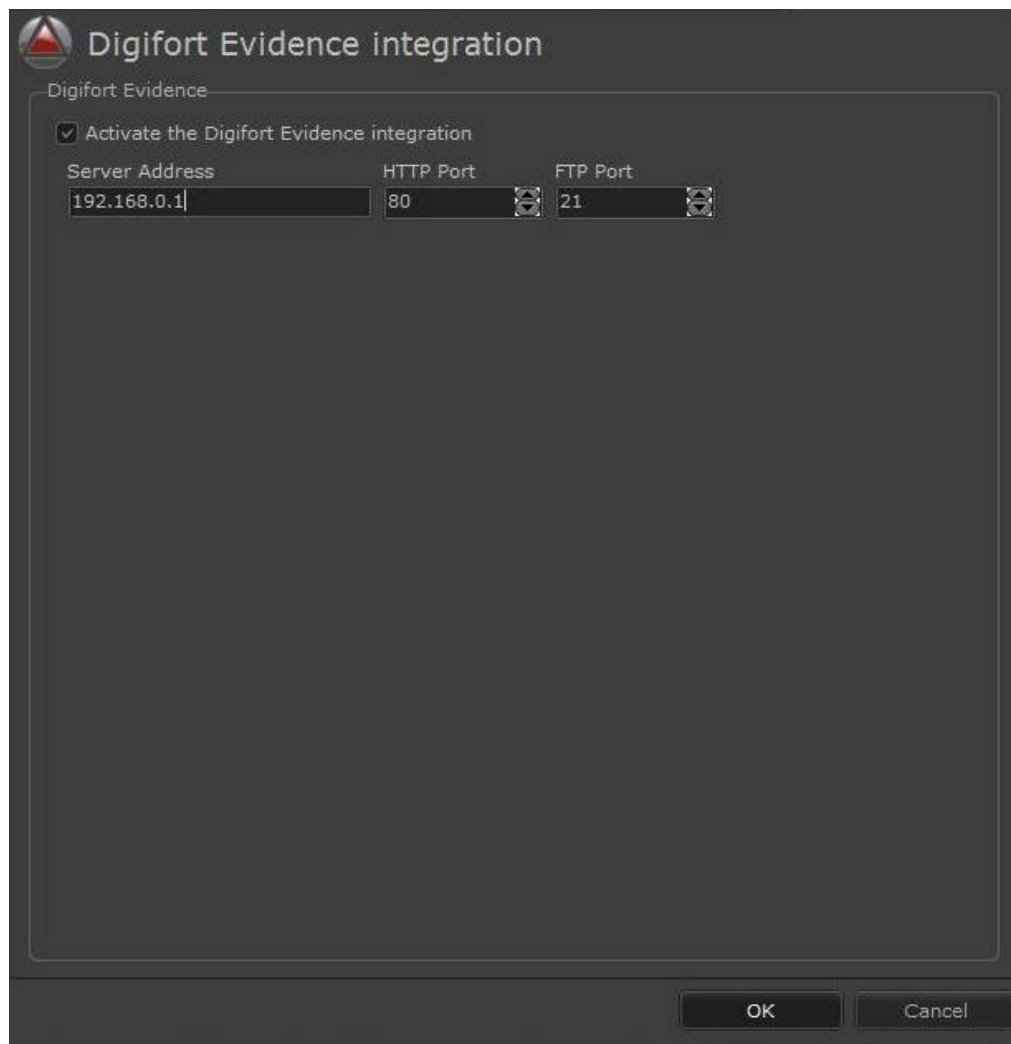 Digifort Evidence integration
Digifort Evidence
Activate the Digifort Evidence integration
Server Address HTTP Port FTP Port
192.168.0.1 80 21
OK Cancel